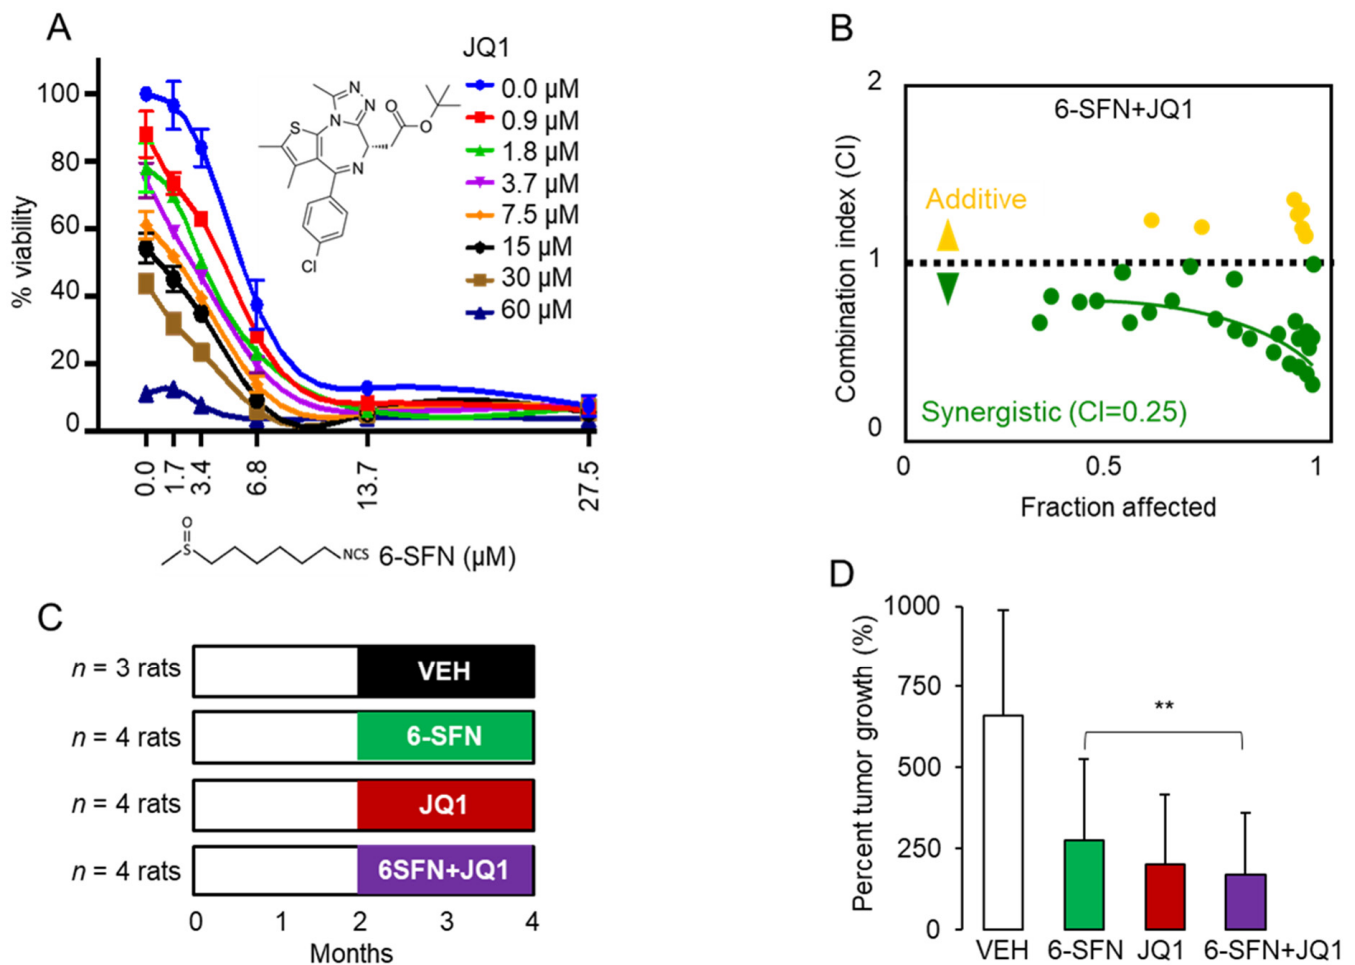 A
JQ1
0.0 µM
0.9 µM
1.8 µM
3.7 µM
7.5 µM
15 µM
30 µM
60 µM
% viability
100
80
60
40
20
0
0.0
1.7
3.4
6.8
13.7
27.5
N
N
N
S
N
O
O
Cl
O
S
NCS
6-SFN (µM)
B
6-SFN+JQ1
Combination index (CI)
2
1
0
Additive
Synergistic (CI=0.25)
0
0.5
1
Fraction affected
C
n = 3 rats
VEH
n = 4 rats
6-SFN
n = 4 rats
JQ1
n = 4 rats
6SFN+JQ1
0
1
2
3
4
Months
D
Percent tumor growth (%)
1000
750
500
250
0
**
VEH
6-SFN
JQ1
6-SFN+JQ1